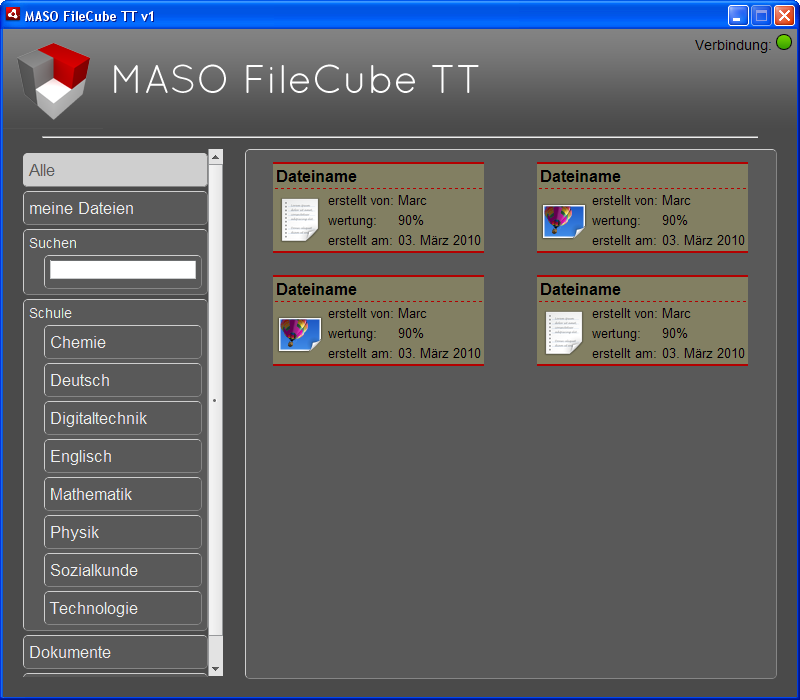 MASO FileCube TT v1
Verbindung:
MASO FileCube TT
Alle
meine Dateien
Suchen
Schule
Chemie
Deutsch
Digitaltechnik
Englisch
Mathematik
Physik
Sozialkunde
Technologie
Dokumente
Dateiname
erstellt von: Marc
wertung: 90%
erstellt am: 03. März 2010
Dateiname
erstellt von: Marc
wertung: 90%
erstellt am: 03. März 2010
Dateiname
erstellt von: Marc
wertung: 90%
erstellt am: 03. März 2010
Dateiname
erstellt von: Marc
wertung: 90%
erstellt am: 03. März 2010